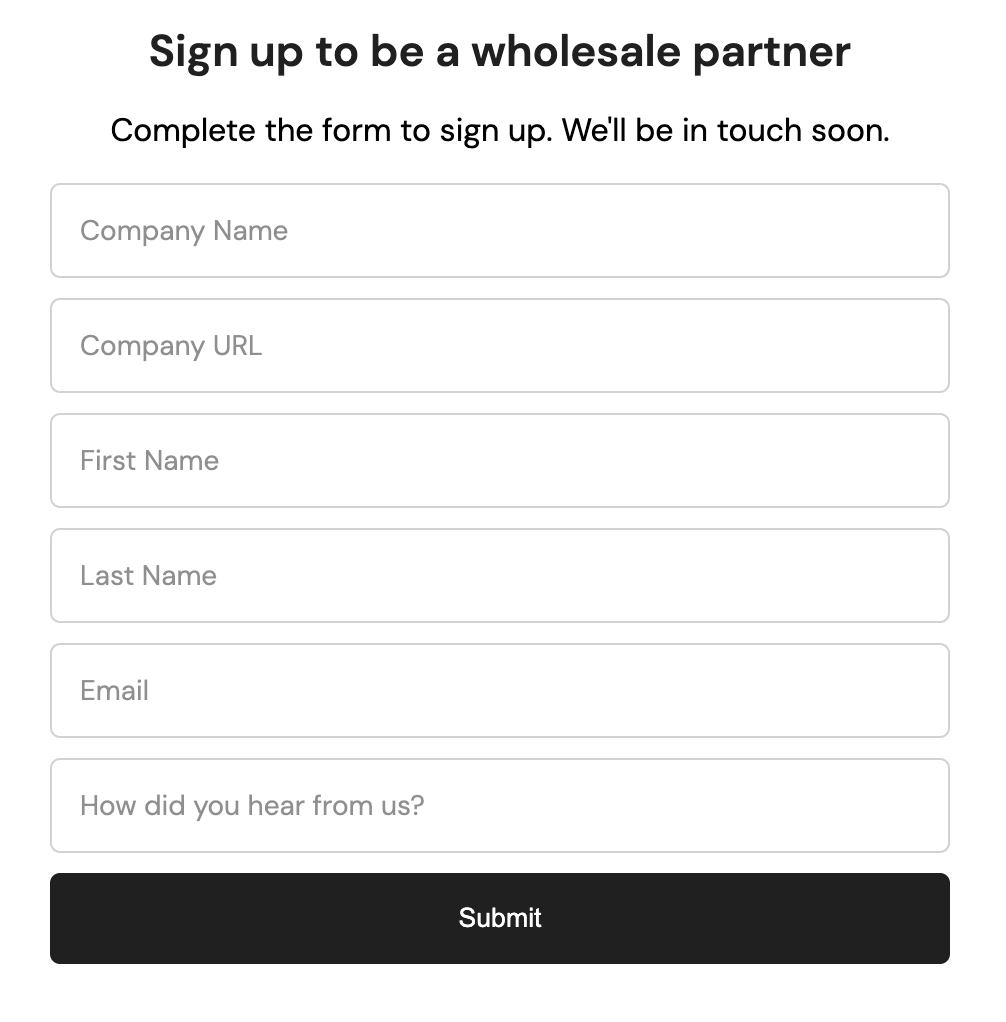 Sign up to be a wholesale partner
Complete the form to sign up. We'll be in touch soon.
Company Name
Company URL
First Name
Last Name
Email
How did you hear from us?
Submit